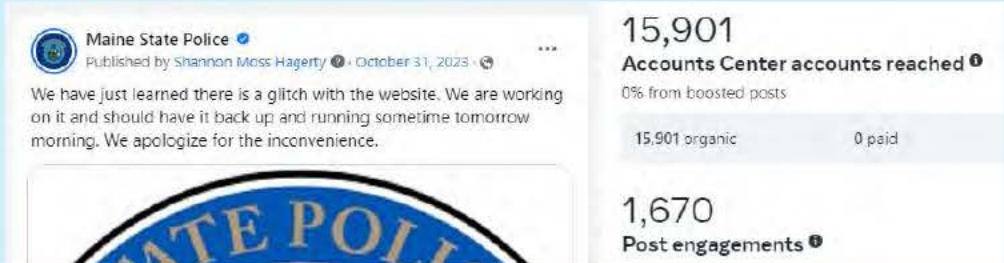 Maine State Police
Published by Shannon Moss Hagerty · October 31, 2023 ·
We have just learned there is a glitch with the website. We are working
on it and should have it back up and running sometime tomorrow
morning. We apologize for the inconvenience.
STATE POLI
15,901
Accounts Center accounts reached
0% from boosted posts
15,901 organic 0 paid
1,670
Post engagements